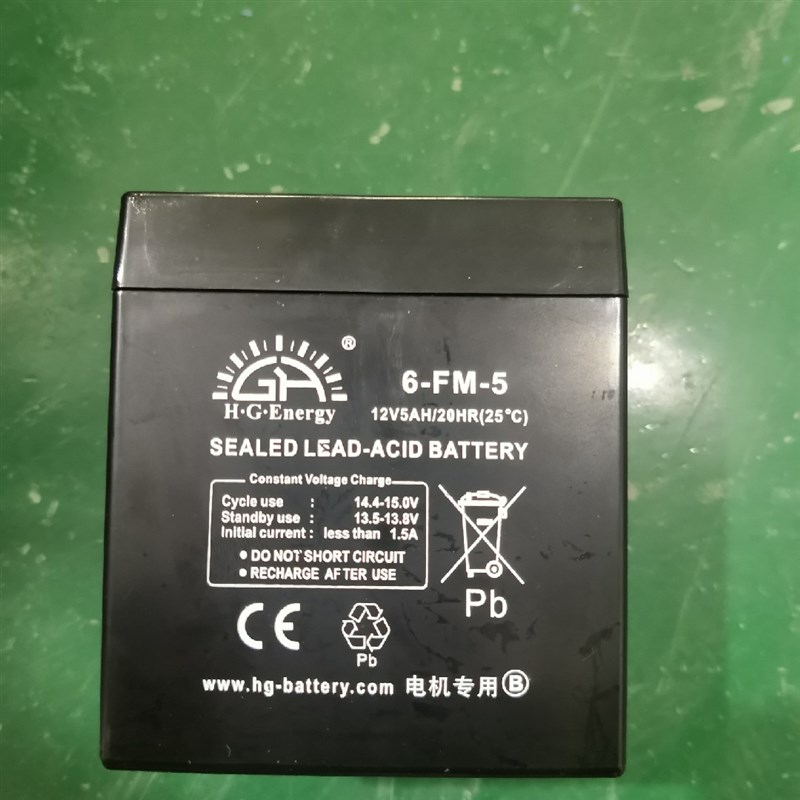 ®
GH
H·G·Energy
6-FM-5
12V5AH/20HR(25°C)
SEALED LEAD-ACID BATTERY
Constant Voltage Charge
Cycle use : 14.4-15.0V
Standby use : 13.5-13.8V
Initial current : less than 1.5A
• DO NOT SHORT CIRCUIT
• RECHARGE AFTER USE
Pb
CE
Pb
www.hg-battery.com 电机专用 Ⓑ